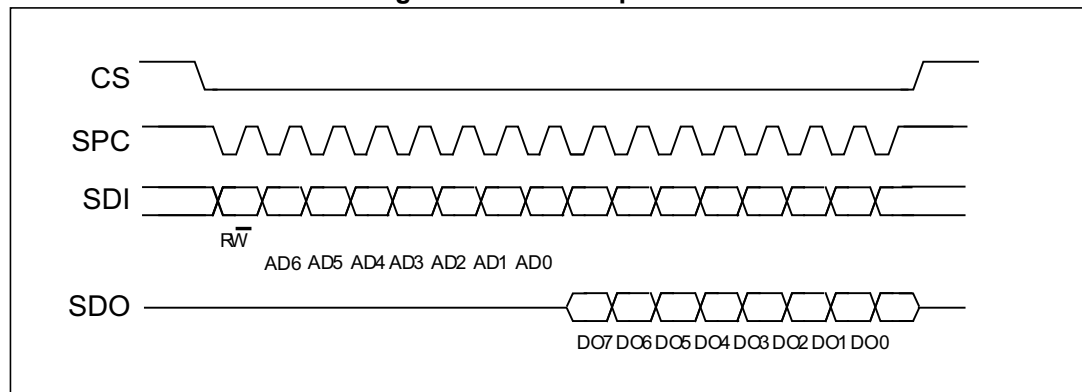 CS
SPC
SDI
RW
AD6 AD5 AD4 AD3 AD2 AD1 AD0
SDO
DO7 DO6 DO5 DO4 DO3 DO2 DO1 DO0